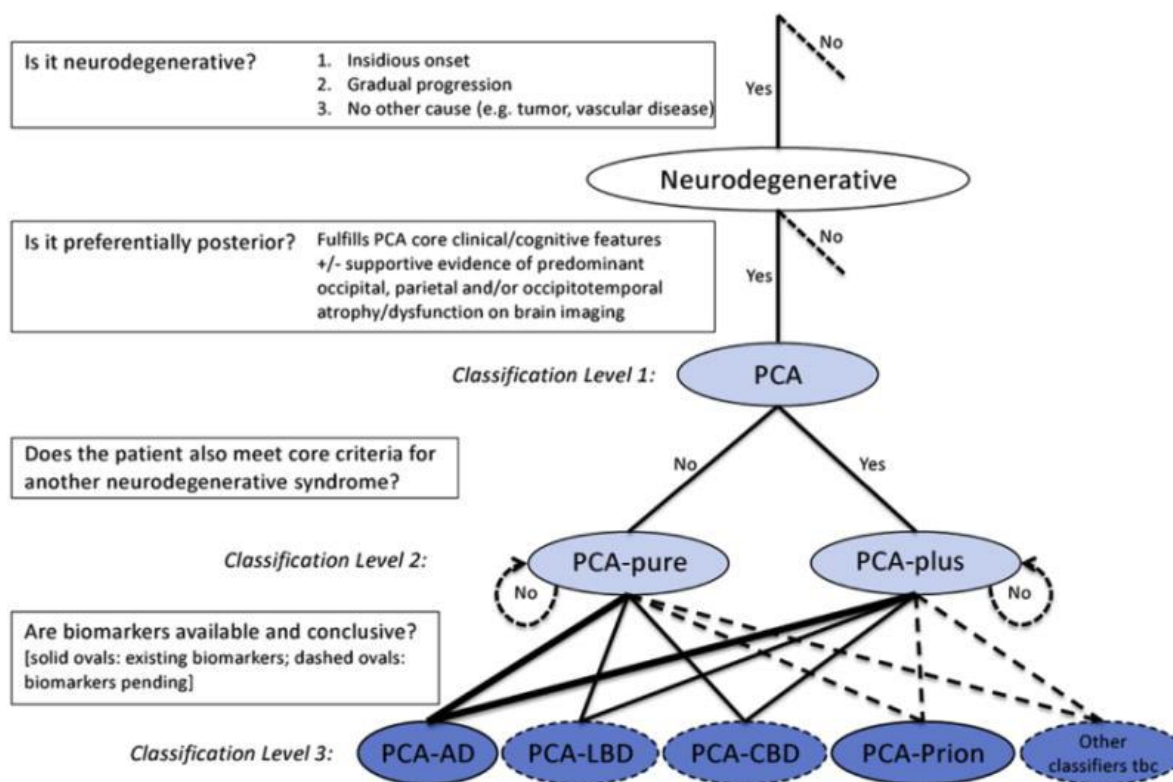 No
Is it neurodegenerative?
1. Insidious onset
2. Gradual progression
3. No other cause (e.g. tumor, vascular disease)
Yes
Neurodegenerative
No
Is it preferentially posterior?
Fulfills PCA core clinical/cognitive features
+/- supportive evidence of predominant
occipital, parietal and/or occipitotemporal
atrophy/dysfunction on brain imaging
Yes
Classification Level 1:
PCA
Does the patient also meet core criteria for
another neurodegenerative syndrome?
No
Yes
Classification Level 2:
PCA-pure
PCA-plus
No
No
Are biomarkers available and conclusive?
[solid ovals: existing biomarkers; dashed ovals:
biomarkers pending]
Classification Level 3:
PCA-AD
PCA-LBD
PCA-CBD
PCA-Prion
Other
classifiers tbc